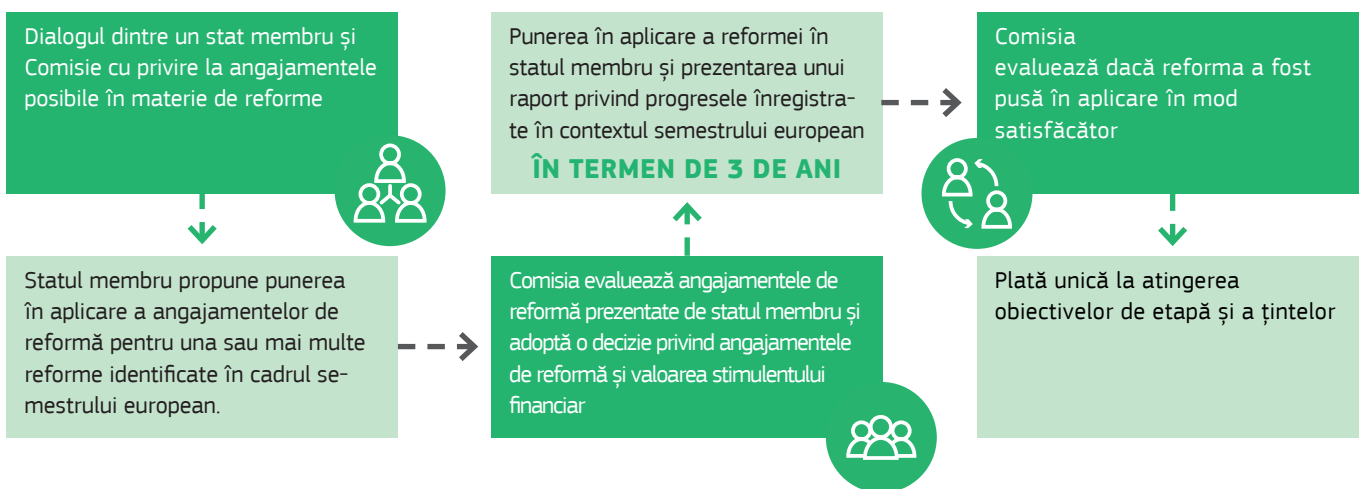 Dialogul dintre un stat membru și
Comisie cu privire la angajamentele
posibile în materie de reforme
Statul membru propune punerea
în aplicare a angajamentelor de
reformă pentru una sau mai multe
reforme identificate în cadrul se-
mestrului european.
Comisia evaluează angajamentele de
reformă prezentate de statul membru și
adoptă o decizie privind angajamentele
de reformă și valoarea stimulentului
financiar
Punerea în aplicare a reformei în
statul membru și prezentarea unui
raport privind progresele înregistra-
te în contextul semestrului european
ÎN TERMEN DE 3 DE ANI
Comisia
evaluează dacă reforma a fost
pusă în aplicare în mod
satisfăcător
Plată unică la atingerea
obiectivelor de etapă și a țintelor